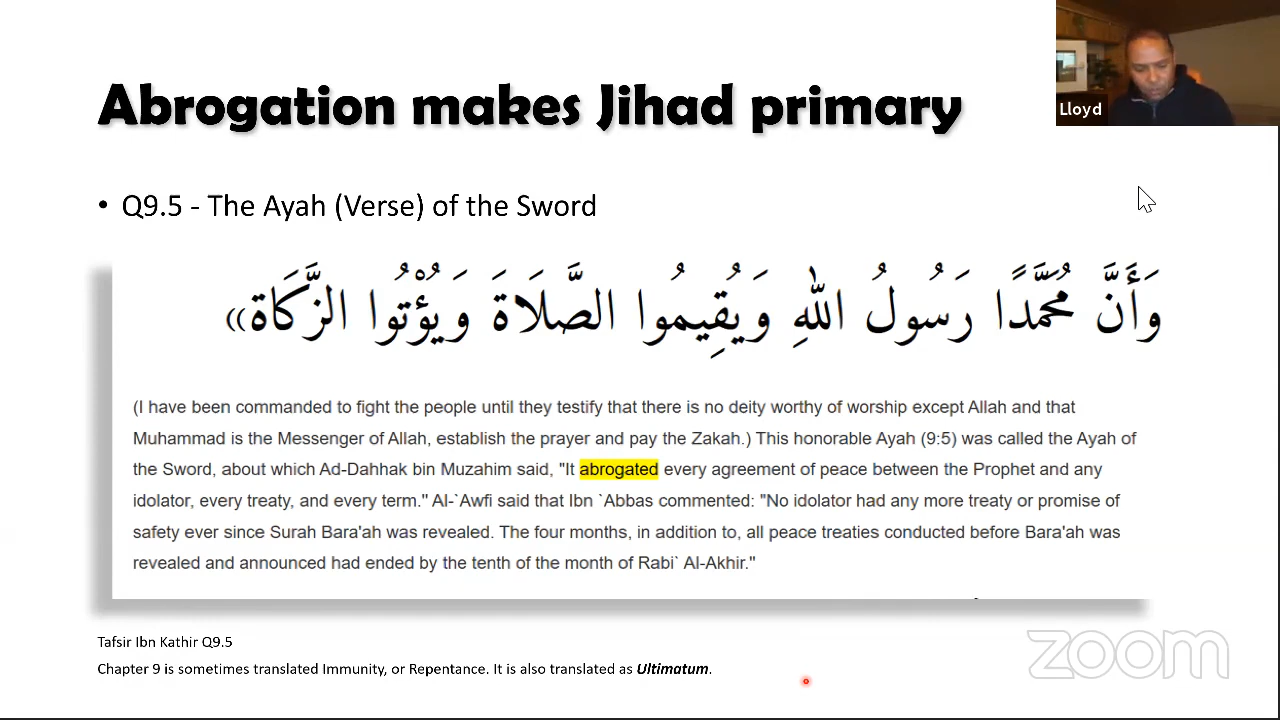 Lloyd
Abrogation makes Jihad primary
• Q9.5 - The Ayah (Verse) of the Sword
وَأَنَّ مُحَمَّدًا رَسُولُ اللهِ وَيُقِيمُوا الصَّلَاةَ وَيُؤْتُوا الزَّكَاة»
(I have been commanded to fight the people until they testify that there is no deity worthy of worship except Allah and that
Muhammad is the Messenger of Allah, establish the prayer and pay the Zakah.) This honorable Ayah (9:5) was called the Ayah of
the Sword, about which Ad-Dahhak bin Muzahim said, "It abrogated every agreement of peace between the Prophet and any
idolator, every treaty, and every term." Al-`Awfi said that Ibn `Abbas commented: "No idolator had any more treaty or promise of
safety ever since Surah Bara'ah was revealed. The four months, in addition to, all peace treaties conducted before Bara'ah was
revealed and announced had ended by the tenth of the month of Rabi` Al-Akhir."
Tafsir Ibn Kathir Q9.5
Chapter 9 is sometimes translated Immunity, or Repentance. It is also translated as Ultimatum.
zoom